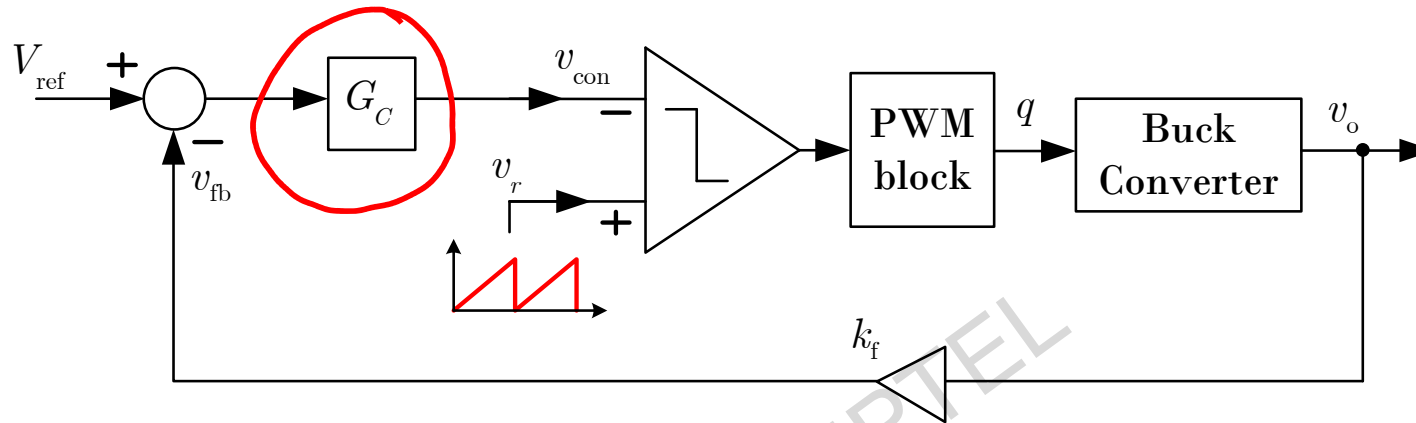 V_ref
+
−
v_fb
G_C
v_con
−
v_r
+
PWM
block
q
Buck
Converter
v_o
k_f